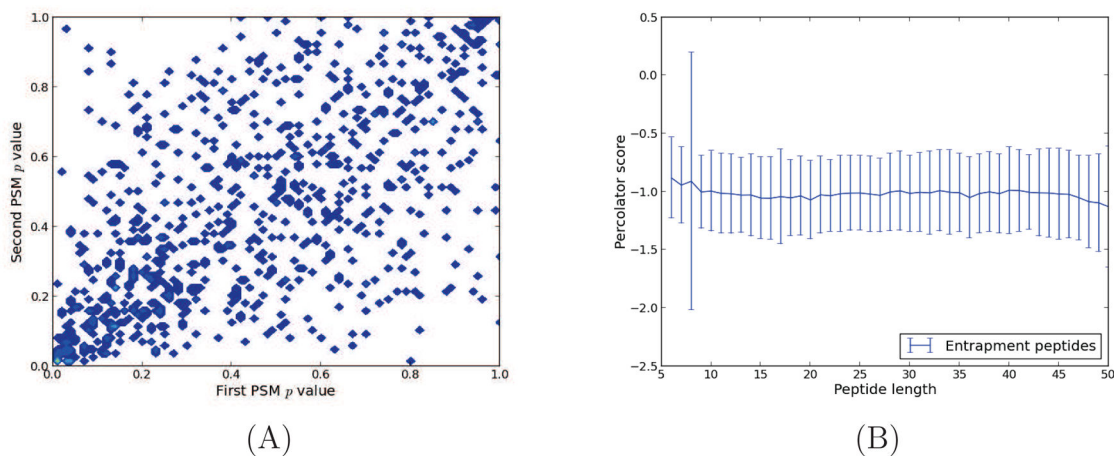 1.0
0.8
0.6
0.4
0.2
0.0
0.0 0.2 0.4 0.6 0.8 1.0
Second PSM p value
First PSM p value
(A)
0.5
0.0
−0.5
−1.0
−1.5
−2.0
−2.5
5 10 15 20 25 30 35 40 45 50
Percolator score
Peptide length
Entrapment peptides
(B)